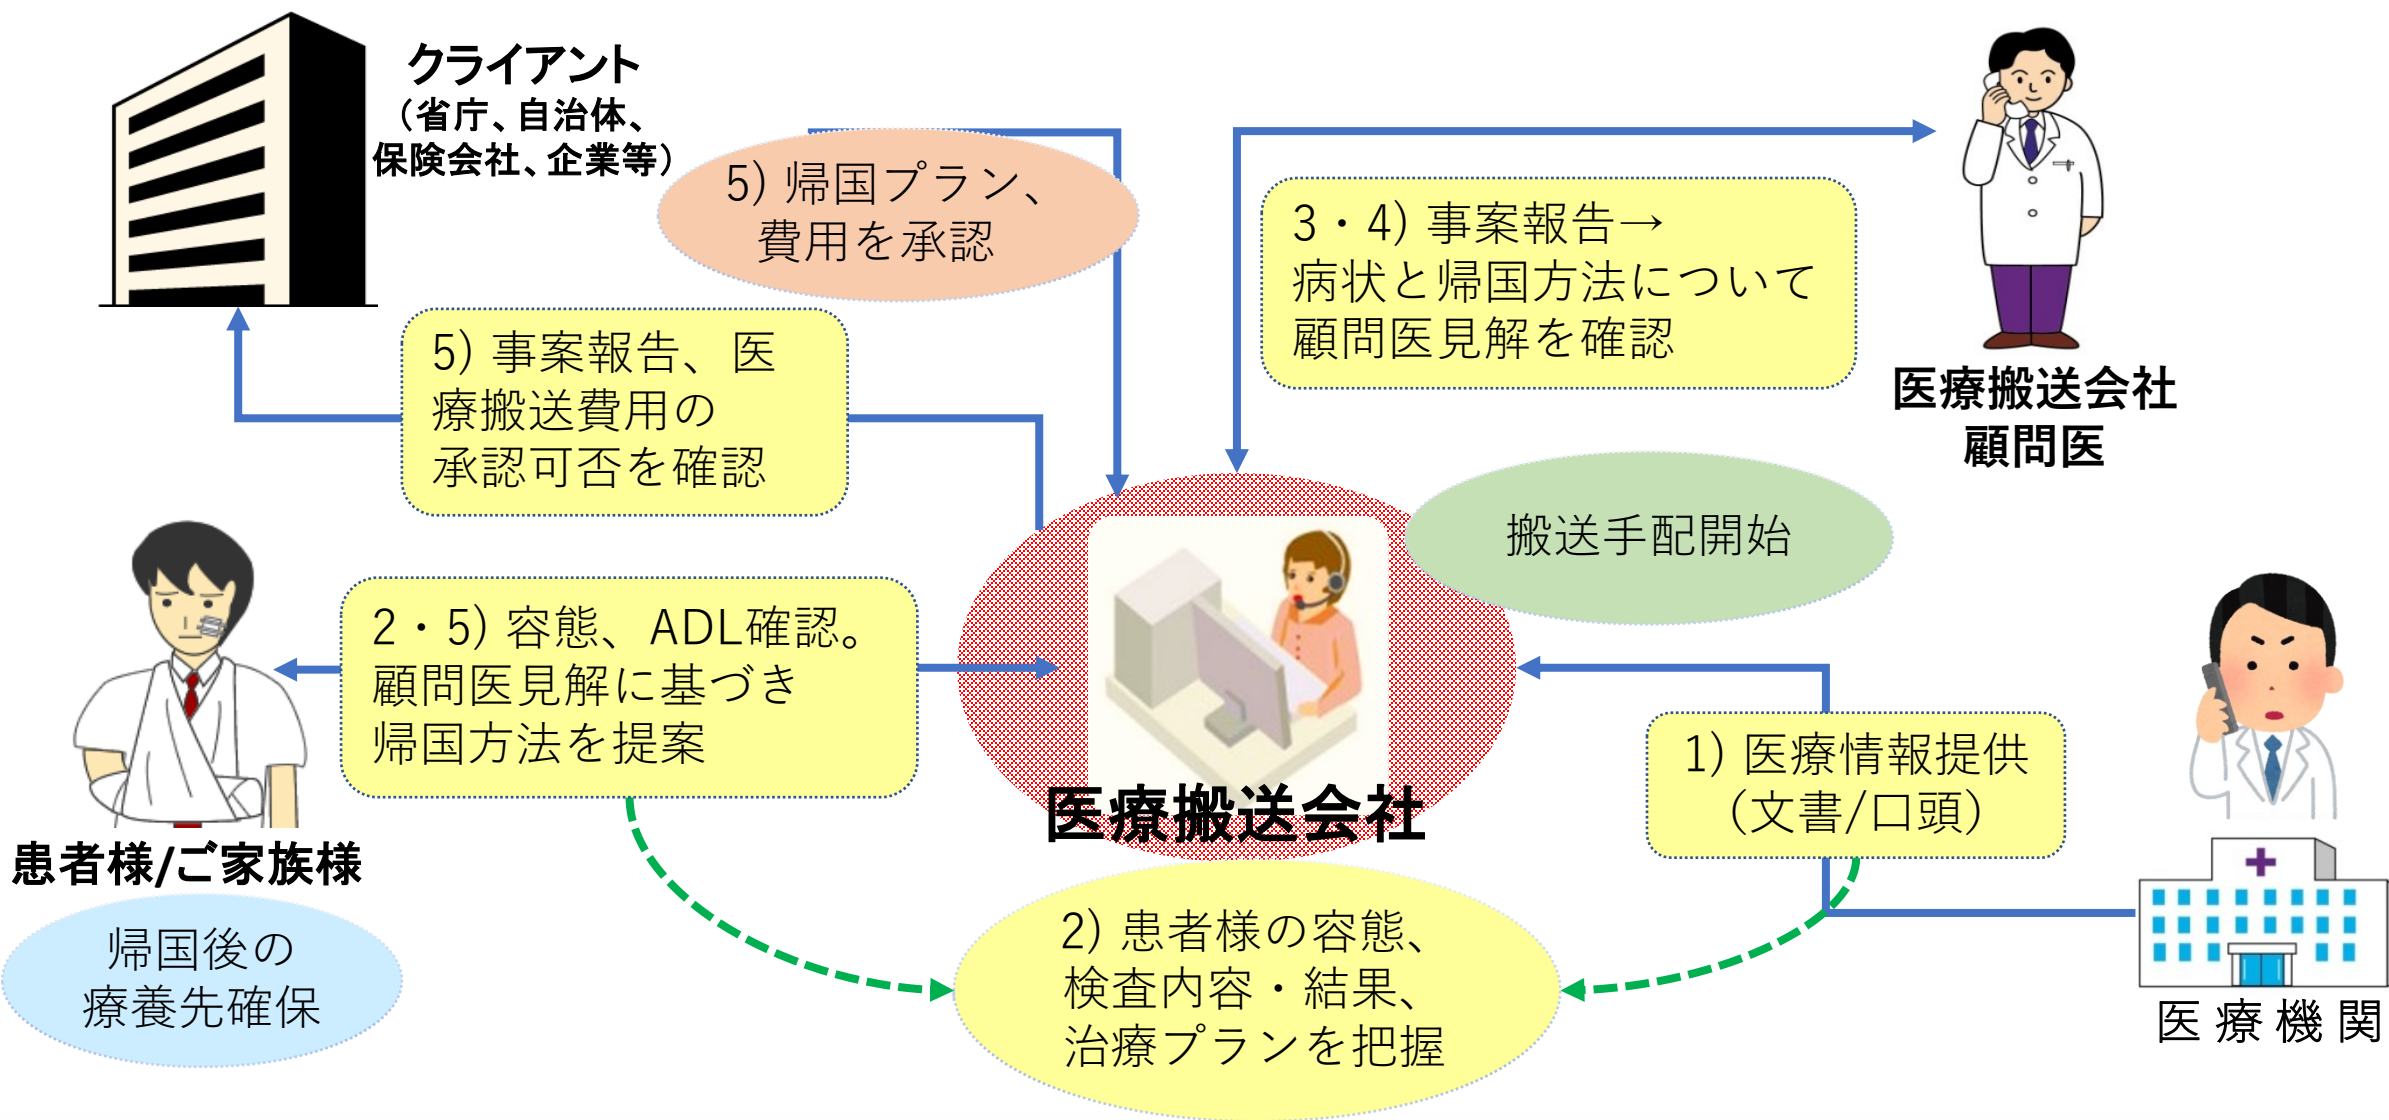 クライアント
（省庁、自治体、
保険会社、企業等）
5) 帰国プラン、
費用を承認
3・4) 事案報告→
病状と帰国方法について
顧問医見解を確認
医療搬送会社
顧問医
5) 事案報告、医
療搬送費用の
承認可否を確認
搬送手配開始
2・5) 容態、ADL確認。
顧問医見解に基づき
帰国方法を提案
医療搬送会社
1) 医療情報提供
(文書/口頭)
患者様/ご家族様
帰国後の
療養先確保
2) 患者様の容態、
検査内容・結果、
治療プランを把握
医療機関